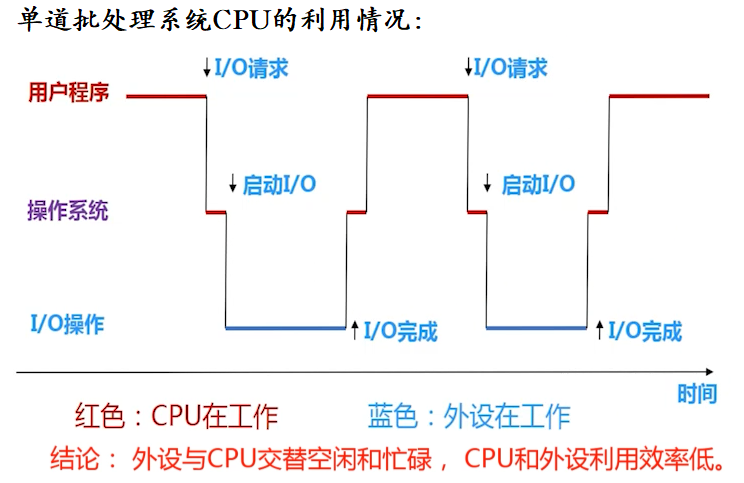 单道批处理系统CPU的利用情况：
I/O请求
I/O请求
用户程序
启动I/O
启动I/O
操作系统
I/O操作
I/O完成
I/O完成
时间
红色：CPU在工作
蓝色：外设在工作
结论： 外设与CPU交替空闲和忙碌， CPU和外设利用效率低。